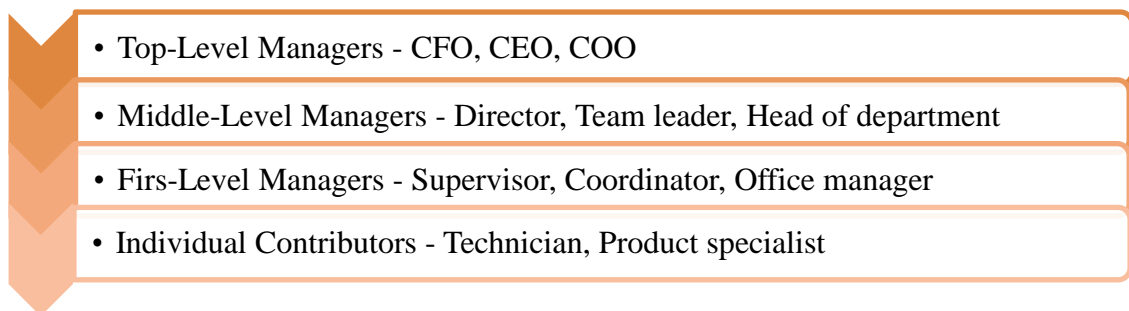 • Top-Level Managers - CFO, CEO, COO
• Middle-Level Managers - Director, Team leader, Head of department
• Firs-Level Managers - Supervisor, Coordinator, Office manager
• Individual Contributors - Technician, Product specialist